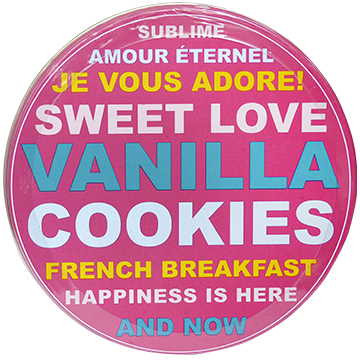 SUBLIME
AMOUR ÉTERNEL
JE VOUS ADORE!
SWEET LOVE
VANILLA
COOKIES
FRENCH BREAKFAST
HAPPINESS IS HERE
AND NOW